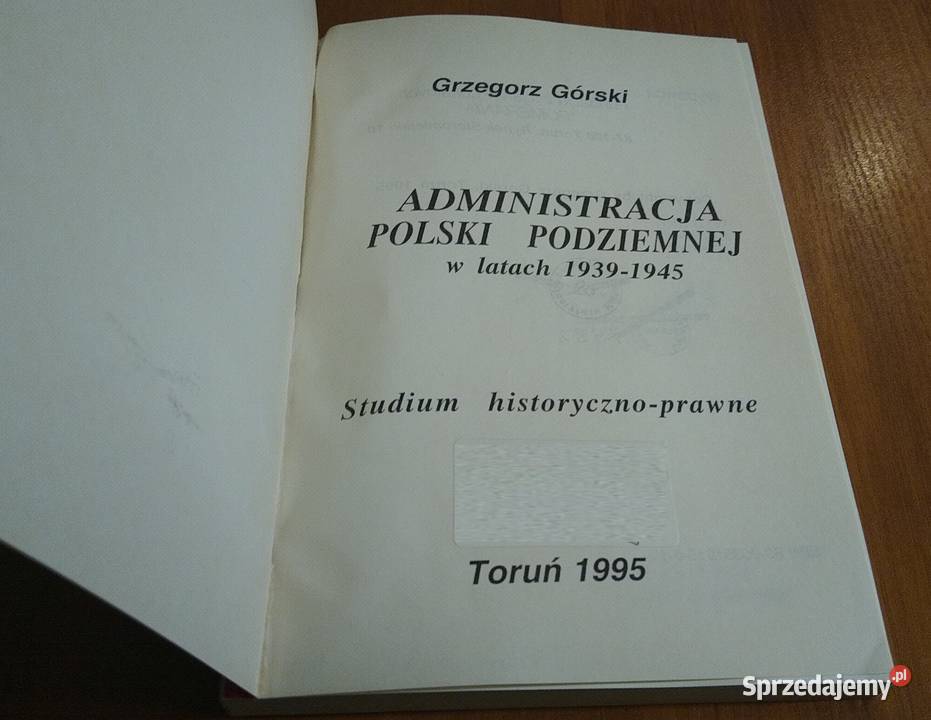 Grzegorz Górski
ADMINISTRACJA
POLSKI PODZIEMNEJ
w latach 1939-1945
Studium historyczno-prawne
Toruń 1995
Sprzedajemy.pl